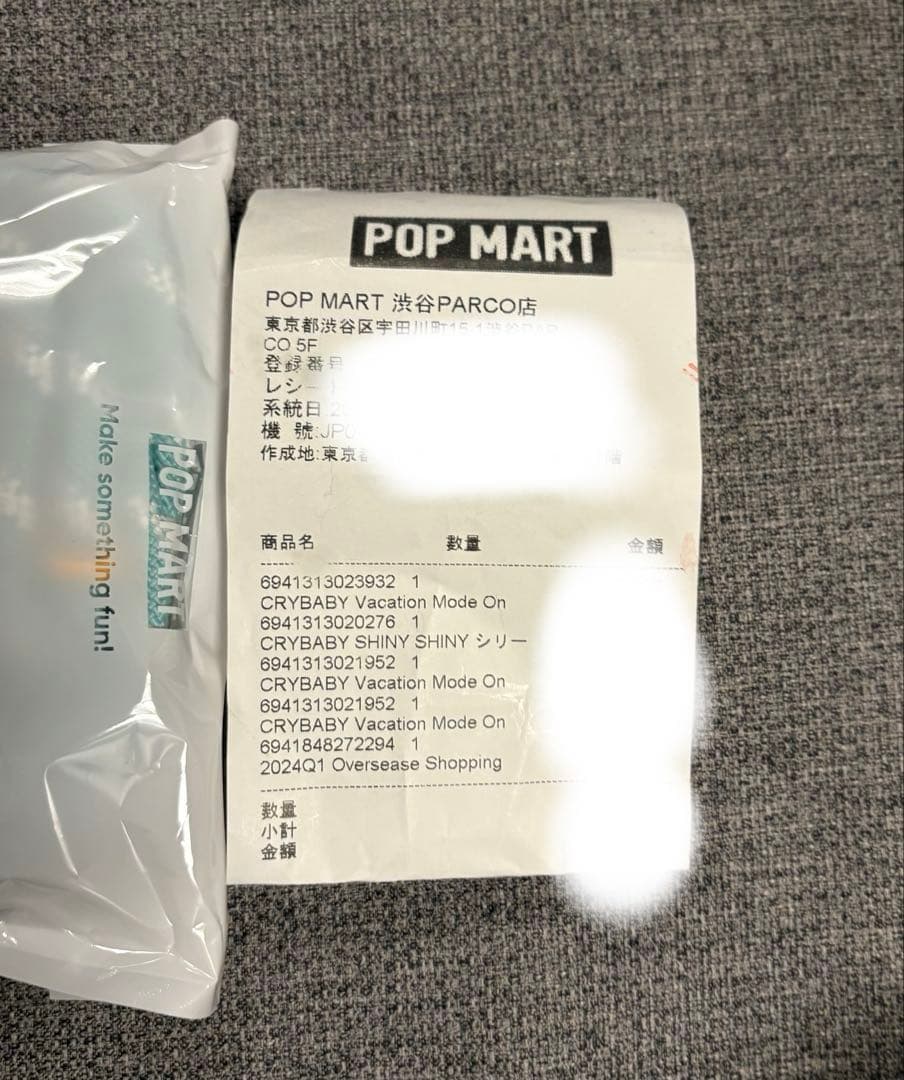 POP MART
Make something fun!
POP MART
POP MART 渋谷PARCO店
東京都渋谷区宇田川町15-1渋谷PAR
CO 5F
登録番号
レシー
系統日:2
機 號:JP0
作成地:東京都
商品名 数量 金額
6941313023932 1
CRYBABY Vacation Mode On
6941313020276 1
CRYBABY SHINY SHINY シリー
6941313021952 1
CRYBABY Vacation Mode On
6941313021952 1
CRYBABY Vacation Mode On
6941848272294 1
2024Q1 Oversease Shopping
数量
小計
金額